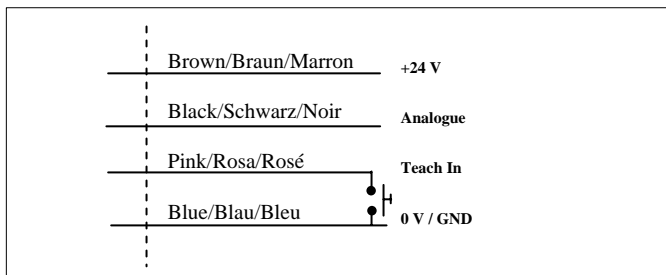 Brown/Braun/Marron +24 V
Black/Schwarz/Noir Analogue
Pink/Rosa/Rosé Teach In
Blue/Blau/Bleu 0 V / GND